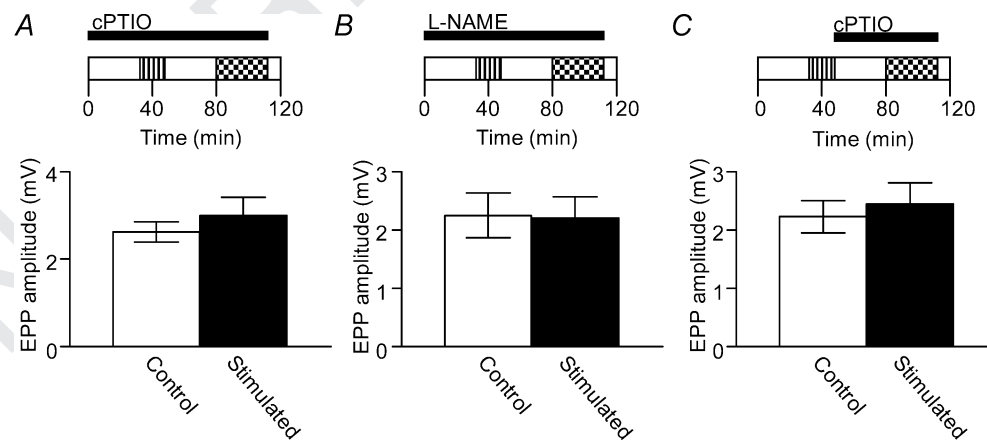 A
cPTIO
0 40 80 120
Time (min)
EPP amplitude (mV)
4
2
0
Control
Stimulated
B
L-NAME
0 40 80 120
Time (min)
EPP amplitude (mV)
3
2
1
0
Control
Stimulated
C
cPTIO
0 40 80 120
Time (min)
EPP amplitude (mV)
3
2
1
0
Control
Stimulated